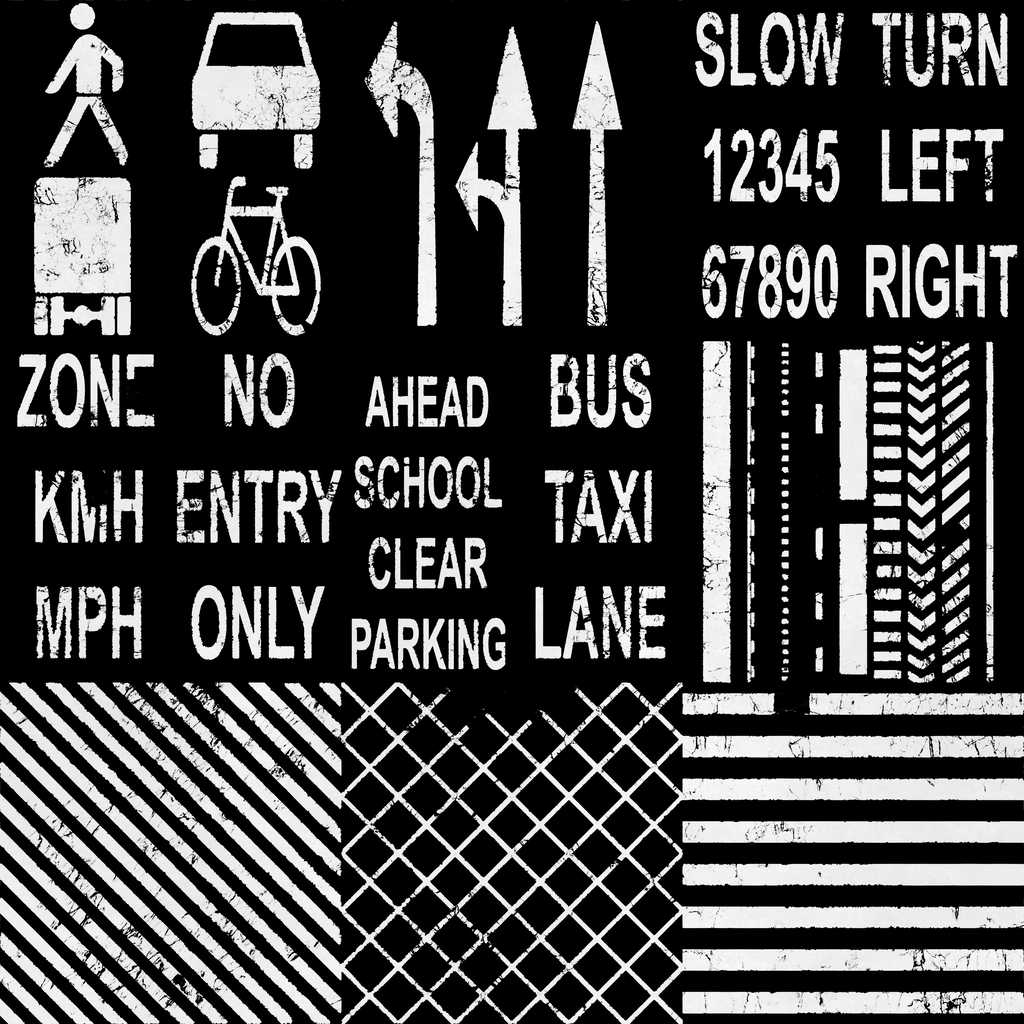 SLOW TURN
12345 LEFT
67890 RIGHT
ZONE NO AHEAD BUS
KMH ENTRY SCHOOL TAXI
CLEAR
MPH ONLY PARKING LANE